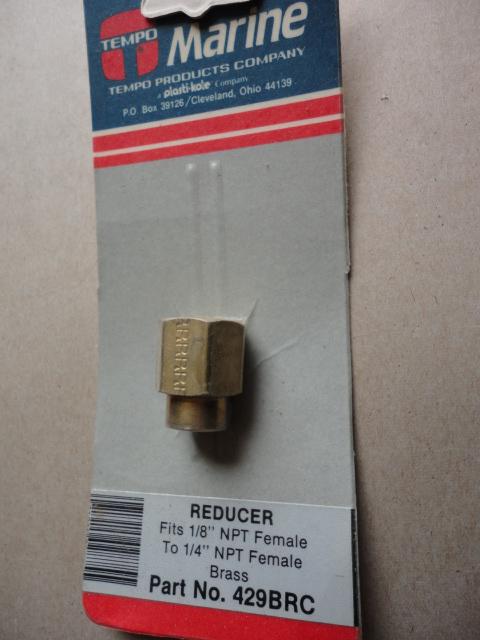 TEMPO Marine
TEMPO PRODUCTS COMPANY
a plasti-kole Company
P.O. Box 39126/Cleveland, Ohio 44139
REDUCER
Fits 1/8" NPT Female
To 1/4" NPT Female
Brass
Part No. 429BRC